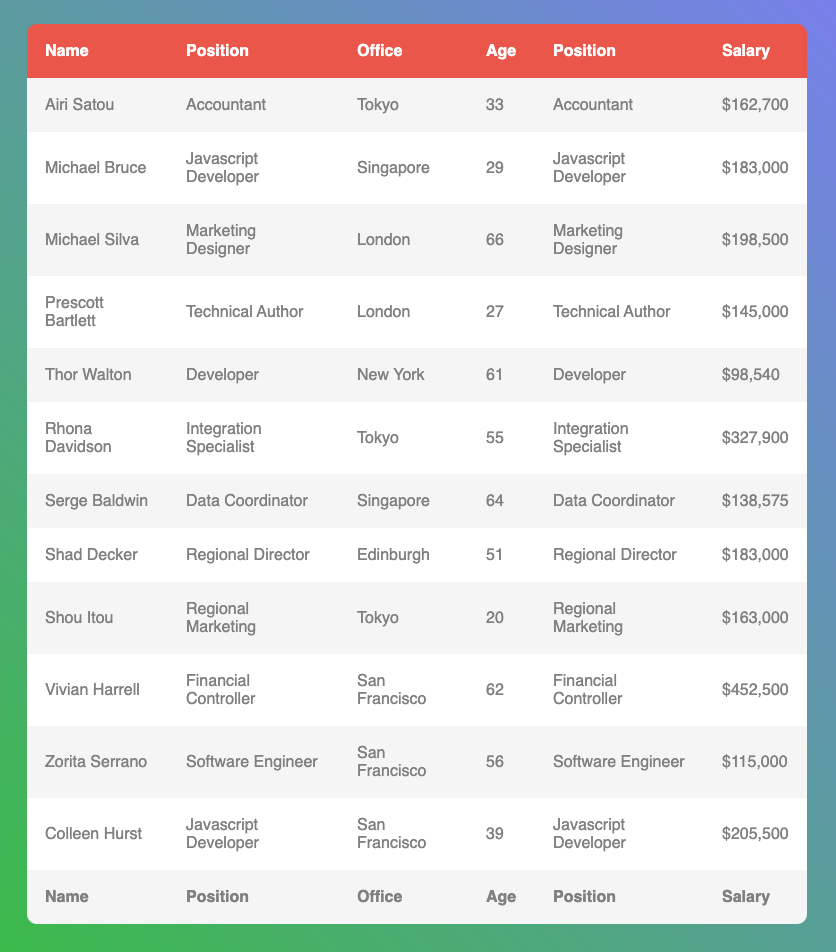 Name Position Office Age Position Salary
Airi Satou Accountant Tokyo 33 Accountant $162,700
Michael Bruce Javascript Developer Singapore 29 Javascript Developer $183,000
Michael Silva Marketing Designer London 66 Marketing Designer $198,500
Prescott Bartlett Technical Author London 27 Technical Author $145,000
Thor Walton Developer New York 61 Developer $98,540
Rhona Davidson Integration Specialist Tokyo 55 Integration Specialist $327,900
Serge Baldwin Data Coordinator Singapore 64 Data Coordinator $138,575
Shad Decker Regional Director Edinburgh 51 Regional Director $183,000
Shou Itou Regional Marketing Tokyo 20 Regional Marketing $163,000
Vivian Harrell Financial Controller San Francisco 62 Financial Controller $452,500
Zorita Serrano Software Engineer San Francisco 56 Software Engineer $115,000
Colleen Hurst Javascript Developer San Francisco 39 Javascript Developer $205,500
Name Position Office Age Position Salary